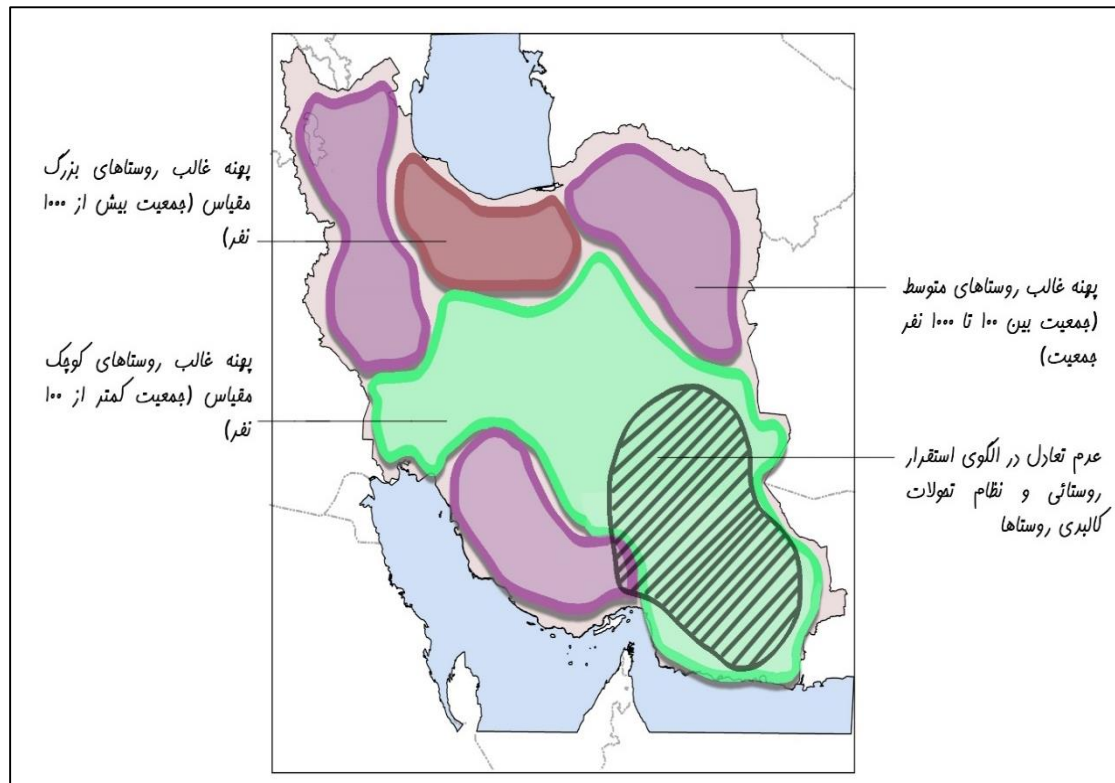 پهنه غالب روستاهای بزرگ
مقیاس (جمعیت بیش از ۱۰۰۰
نفر)
پهنه غالب روستاهای متوسط
(جمعیت بین ۱۰۰ تا ۱۰۰۰ نفر
جمعیت)
پهنه غالب روستاهای کوچک
مقیاس (جمعیت کمتر از ۱۰۰
نفر)
عدم تعادل در الگوی استقرار
روستائی و نظام تحولات
کالبدی روستاها